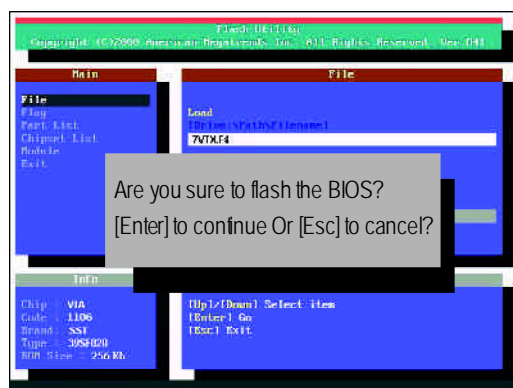 Flash Utility
Copyright (C)2000 American Megatrends Inc. All Rights Reserved. Ver
Main
File
File
Flag
Part List
Chipset List
Module
Exit
Load
[Drive:\Path\Filename]
7VTX.F4
Are you sure to flash the BIOS?
[Enter] to continue Or [Esc] to cancel?
Info
Chip : VIA
Code : 1106
Brand: SST
Type : 39SF020
ROM Size : 256 Kb
[Up]/[Down] Select item
[Enter] Go
[Esc] Exit